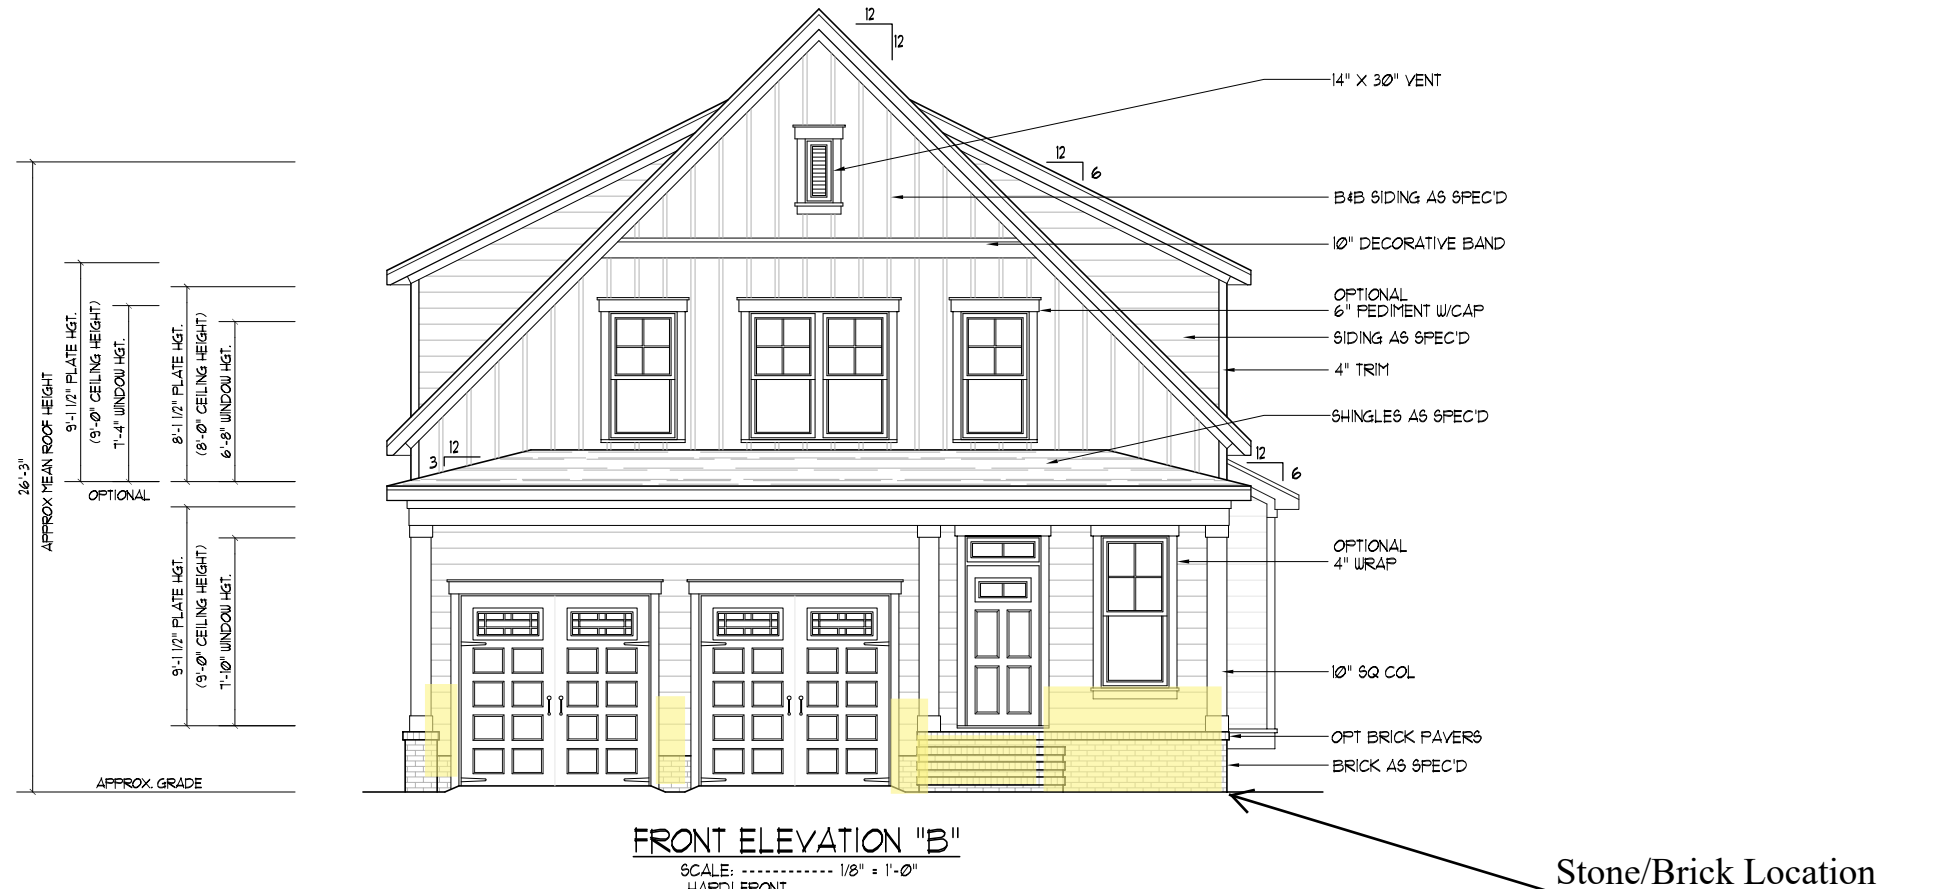 12
12
14" X 30" VENT
12
6
B&B SIDING AS SPEC'D
10" DECORATIVE BAND
OPTIONAL
6" PEDIMENT W/CAP
SIDING AS SPEC'D
4" TRIM
SHINGLES AS SPEC'D
12
3
12
6
26'-3"
APPROX MEAN ROOF HEIGHT
9'-1 1/2" PLATE HGT.
(9'-0" CEILING HEIGHT)
7'-4" WINDOW HGT.
8'-1 1/2" PLATE HGT.
(8'-0" CEILING HEIGHT)
6'-8" WINDOW HGT.
OPTIONAL
9'-1 1/2" PLATE HGT.
(9'-0" CEILING HEIGHT)
7'-10" WINDOW HGT.
OPTIONAL
4" WRAP
10" SQ COL
OPT BRICK PAVERS
BRICK AS SPEC'D
APPROX. GRADE
FRONT ELEVATION "B"
SCALE: ------------- 1/8" = 1'-0"
HARDI FRONT
Stone/Brick Location